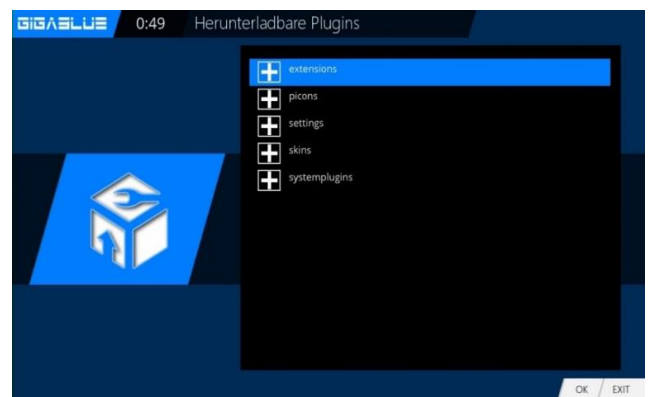 GIGABLUE 0:49 Herunterladbare Plugins
extensions
picons
settings
skins
systemplugins
OK EXIT